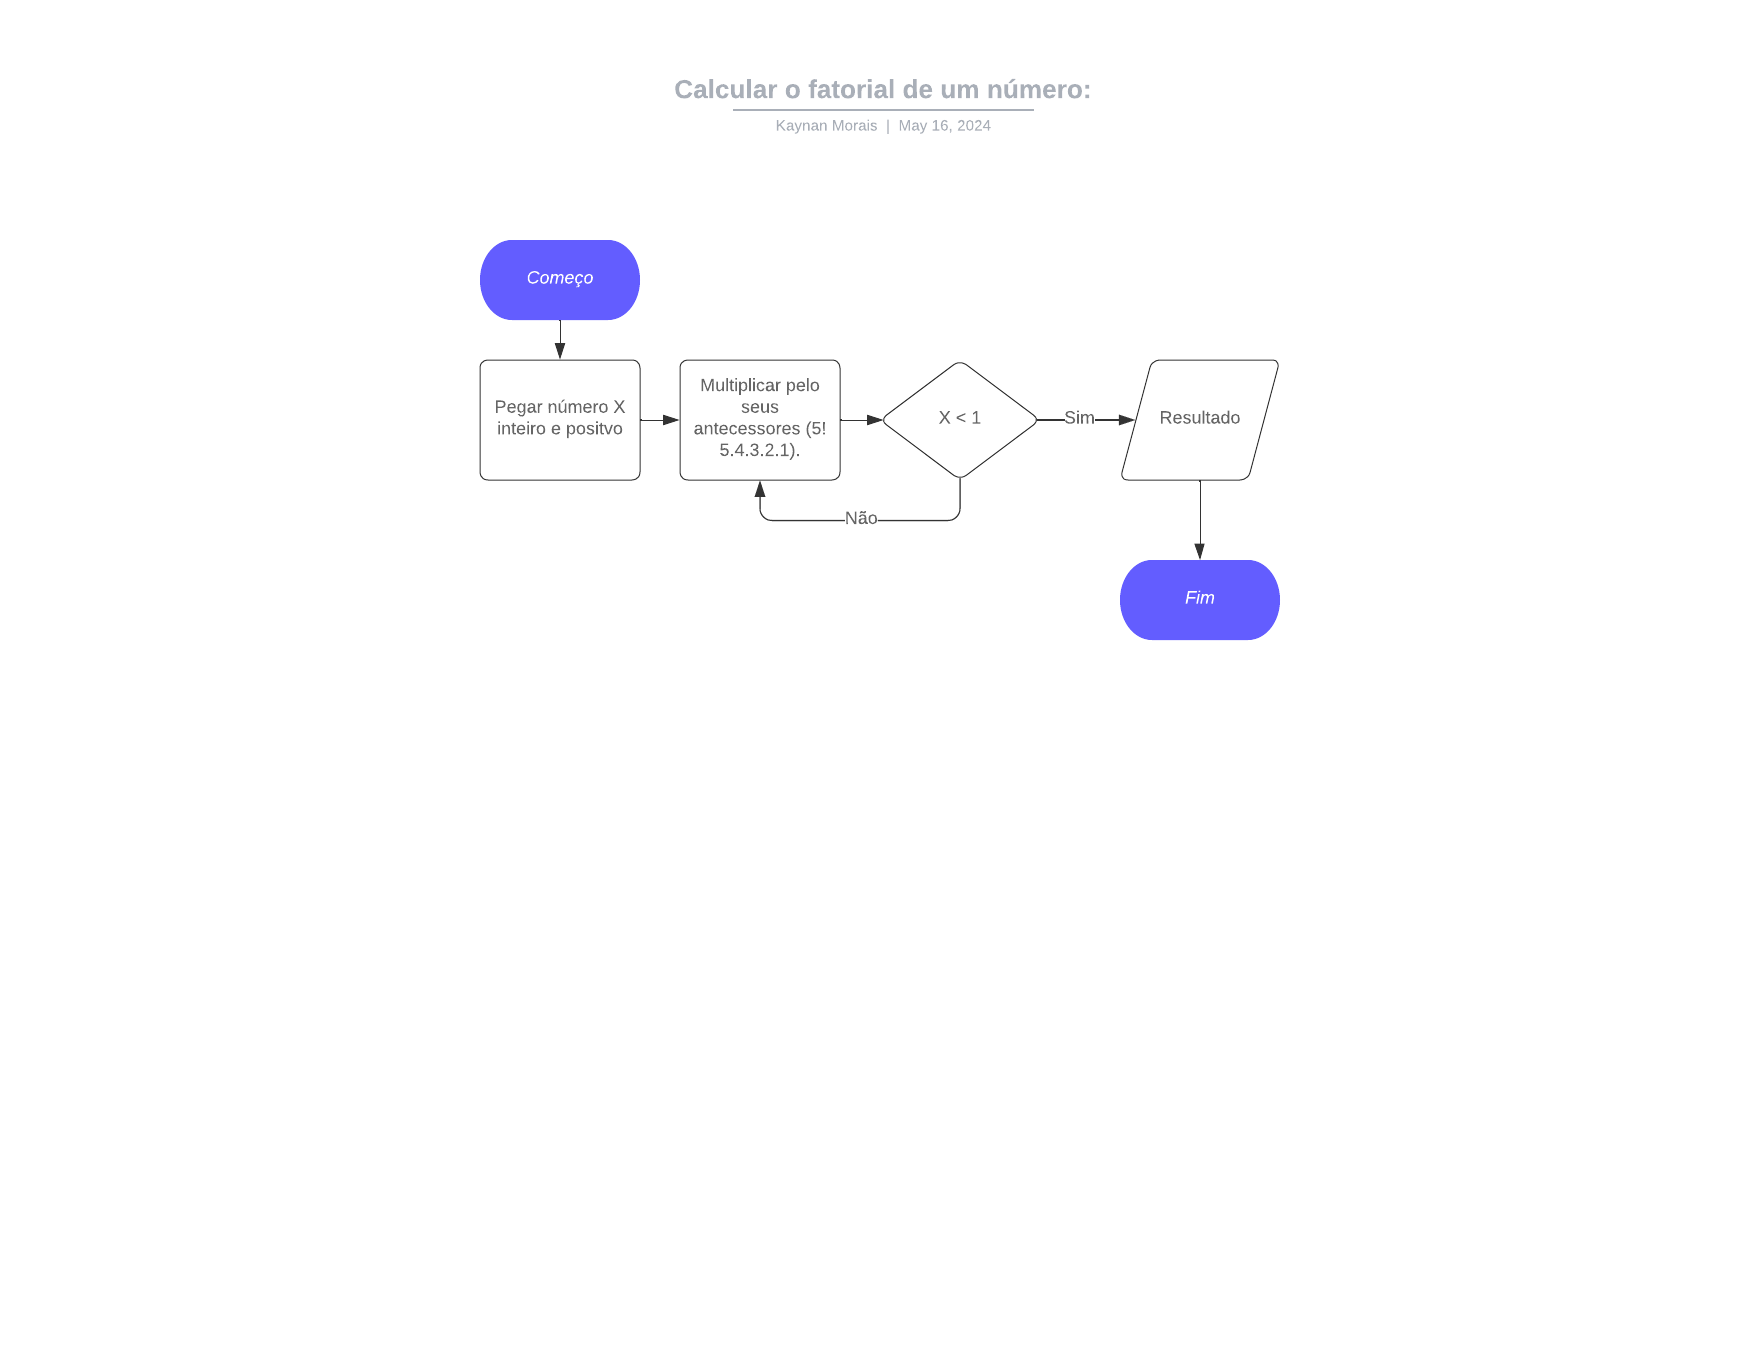 Calcular o fatorial de um número:
Kaynan Morais | May 16, 2024
Começo
Pegar número X
inteiro e positvo
Multiplicar pelo
seus
antecessores (5!
5.4.3.2.1).
X < 1
Sim
Resultado
Não
Fim